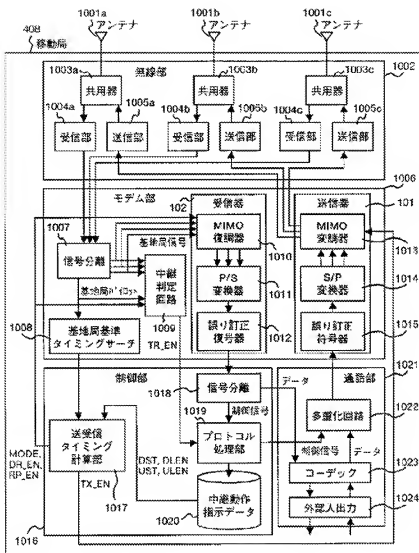 1001a アンテナ 1001b アンテナ 1001c アンテナ
408 移動局
1002
無線部
1003a 1003b 1003c
共用器 共用器 共用器
1004a 1005a 1004b 1005b 1004c 1005c
受信部 送信部 受信部 送信部 受信部 送信部
1006
モデム部 102 受信器 送信器 101
1007 MIMO復調器 1010 MIMO変調器 1013
信号分離 基地局信号
中継判定回路 P/S変換器 1011 S/P変換器 1014
基地局パイロット
1009
1008 基地局基準タイミングサーチ TR_EN 誤り訂正復号器 1012 誤り訂正符号器 1015
1021
制御部 1018 信号分離 データ 通話部
制御信号 多重化回路 1022
1019 プロトコル処理部
MODE, DR_EN, RP_EN 送受信タイミング計算部 DST, DLEN UST, ULEN 制御信号 データ
コーデック 1023
TX_EN 1017 中継動作指示データ
1020 外部入出力 1024
1016